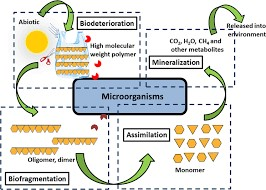 Abiotic
Biodeterioration
High molecular
weight polymer
CO₂, H₂O, CH₄ and
other metabolites
Released into
environment
Mineralization
Microorganisms
Biofragmentation
Oligomer, dimer
Assimilation
Monomer